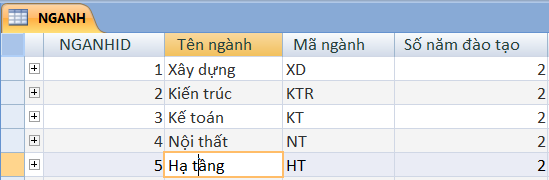 NGANH
NGANHID Tên ngành Mã ngành Số năm đào tạo
1 Xây dựng XD 2
2 Kiến trúc KTR 2
3 Kế toán KT 2
4 Nội thất NT 2
5 Hạ tầng HT 2